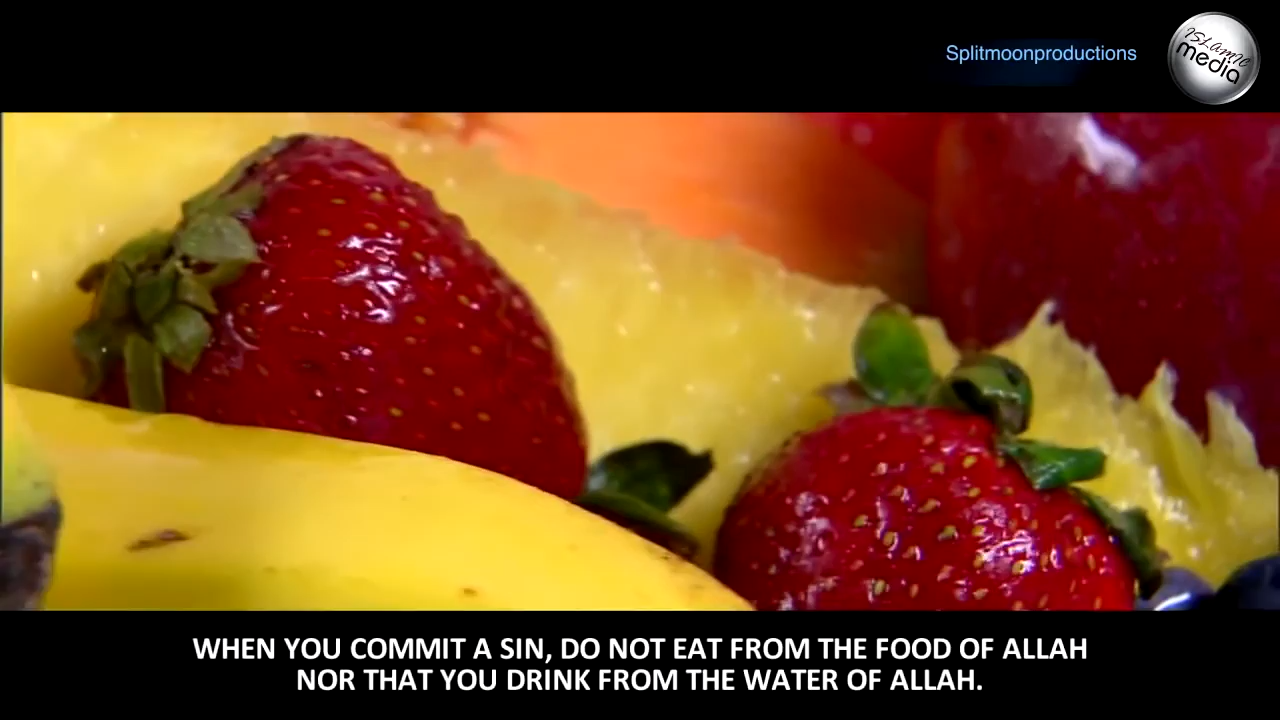 Splitmoonproductions
ISLAMIC
media
WHEN YOU COMMIT A SIN, DO NOT EAT FROM THE FOOD OF ALLAH
NOR THAT YOU DRINK FROM THE WATER OF ALLAH.